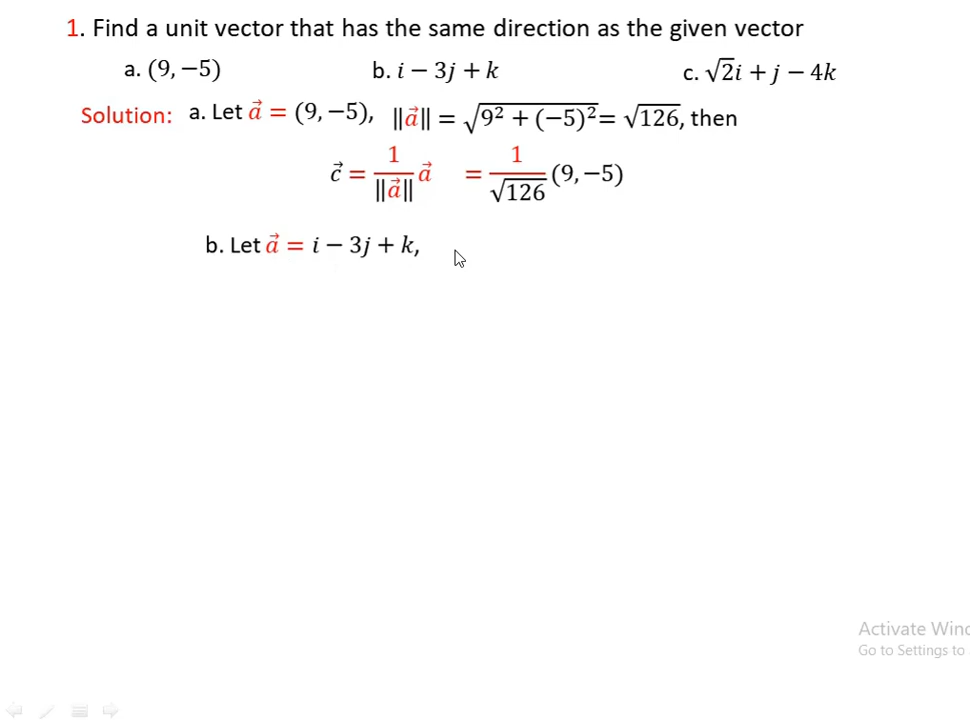 1. Find a unit vector that has the same direction as the given vector
a. (9, −5) b. i − 3j + k c. √2i + j − 4k
Solution: a. Let a⃗ = (9, −5), ||a⃗|| = √(9² + (−5)²) = √126, then
c⃗ = 1/||a⃗|| a⃗ = 1/√126 (9, −5)
b. Let a⃗ = i − 3j + k,
Activate Wind
Go to Settings to